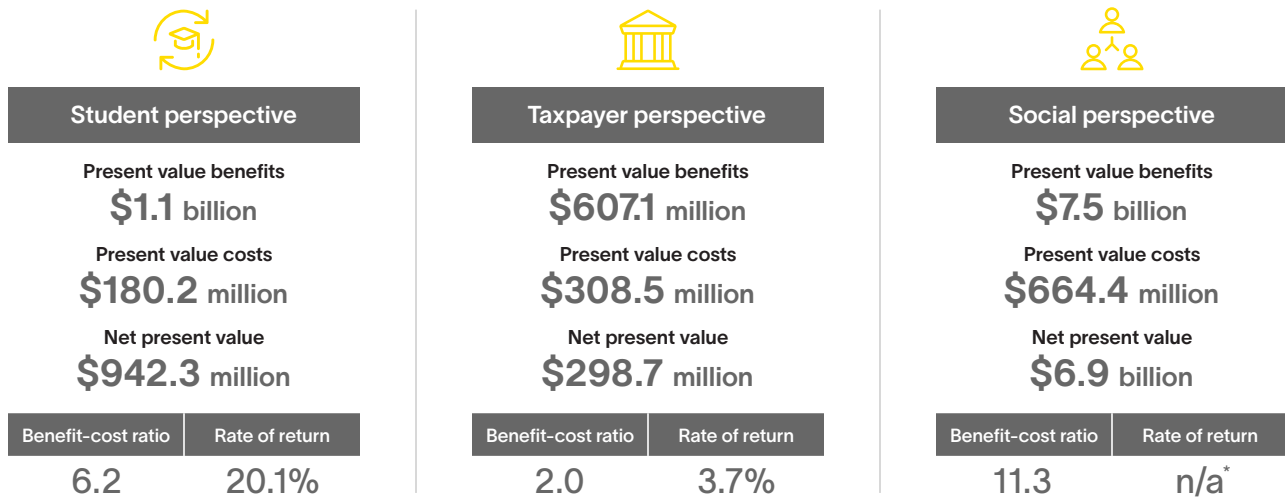 Student perspective
Present value benefits
$1.1 billion
Present value costs
$180.2 million
Net present value
$942.3 million
Benefit-cost ratio Rate of return
6.2 20.1%
Taxpayer perspective
Present value benefits
$607.1 million
Present value costs
$308.5 million
Net present value
$298.7 million
Benefit-cost ratio Rate of return
2.0 3.7%
Social perspective
Present value benefits
$7.5 billion
Present value costs
$664.4 million
Net present value
$6.9 billion
Benefit-cost ratio Rate of return
11.3 n/a*